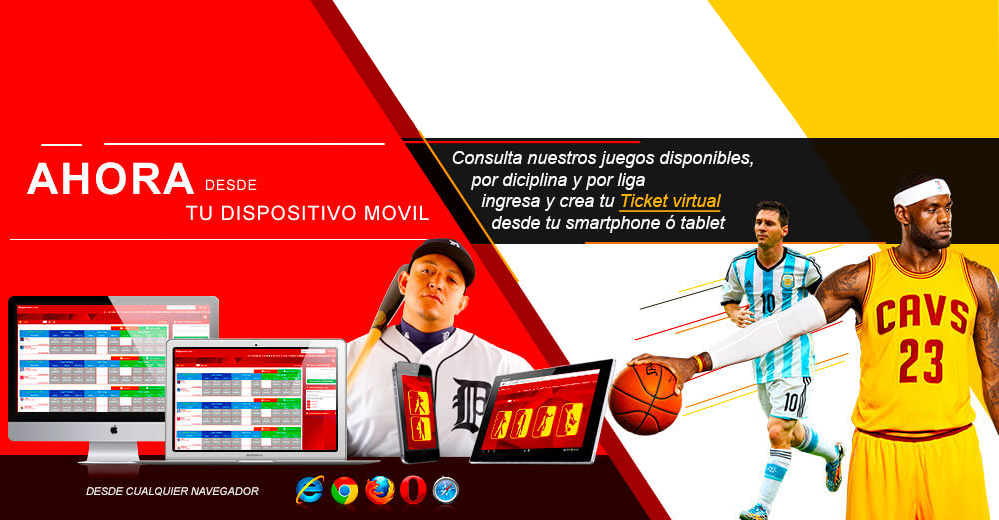 AHORA DESDE
TU DISPOSITIVO MOVIL
Consulta nuestros juegos disponibles,
por diciplina y por liga
ingresa y crea tu Ticket virtual
desde tu smartphone ó tablet
10
CAVS
23
10
D
DESDE CUALQUIER NAVEGADOR